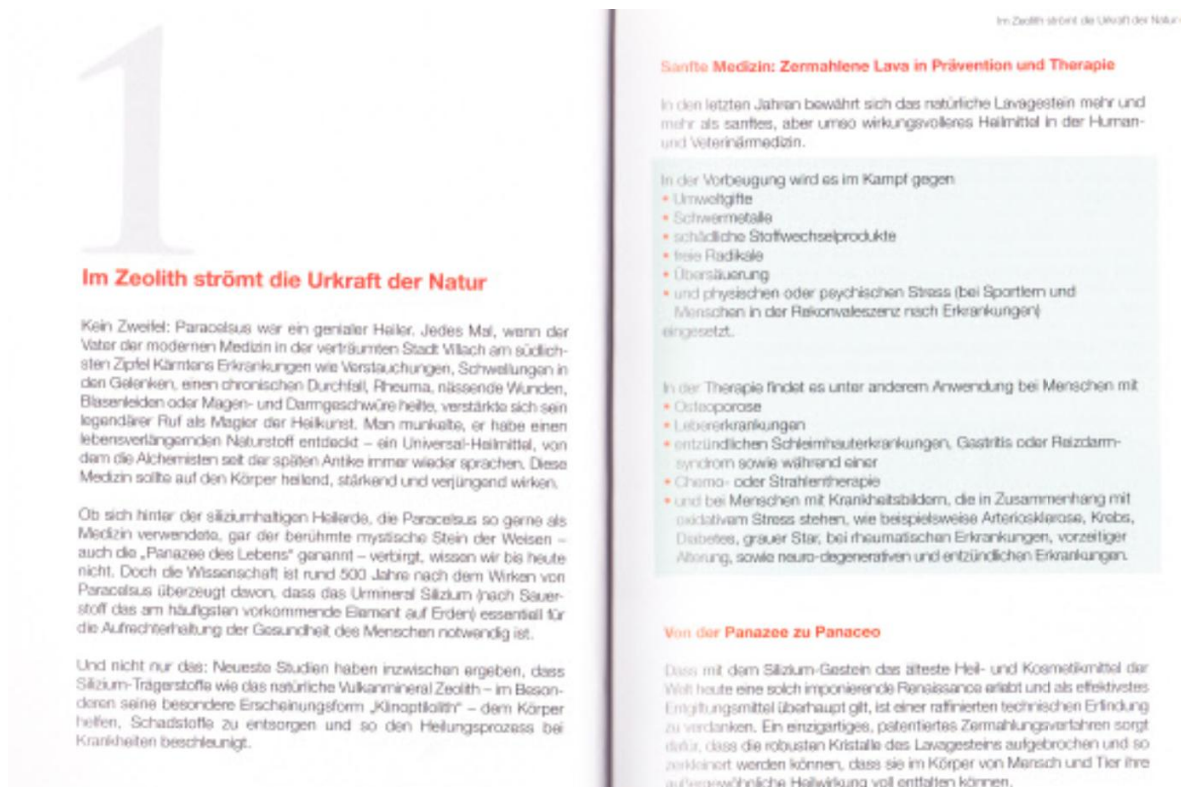 1
Im Zeolith strömt die Urkraft der Natur
Kein Zweifel: Paracelsus war ein genialer Heiler. Jedes Mal, wenn der
Vater der modernen Medizin in der verträumten Stadt Villach am südlich-
sten Zipfel Kärntens Erkrankungen wie Verstauchungen, Schwellungen in
den Gelenken, einen chronischen Durchfall, Rheuma, nässende Wunden,
Blasenleiden oder Magen- und Darmgeschwüre heilte, verstärkte sich sein
legendärer Ruf als Magier der Heilkunst. Man munkelte, er habe einen
lebensverlängernden Naturstoff entdeckt – ein Universal-Heilmittel, von
dem die Alchemisten seit der späten Antike immer wieder sprachen. Diese
Medizin sollte auf den Körper heilend, stärkend und verjüngend wirken.
Ob sich hinter der siliziumhaltigen Heilerde, die Paracelsus so gerne als
Medizin verwendete, gar der berühmte mystische Stein der Weisen –
auch die „Panazee des Lebens“ genannt – verbirgt, wissen wir bis heute
nicht. Doch die Wissenschaft ist rund 500 Jahre nach dem Wirken von
Paracelsus überzeugt davon, dass das Urmineral Silizium (nach Sauer-
stoff das am häufigsten vorkommende Element auf Erden) essentiell für
die Aufrechterhaltung der Gesundheit des Menschen notwendig ist.
Und nicht nur das: Neueste Studien haben inzwischen ergeben, dass
Silizium-Trägerstoffe wie das natürliche Vulkanmineral Zeolith – im Beson-
deren seine besondere Erscheinungsform „Klinoptilolith“ – dem Körper
helfen, Schadstoffe zu entsorgen und so den Heilungsprozess bei
Krankheiten beschleunigt.
Im Zeolith strömt die Urkraft der Natur
Sanfte Medizin: Zermahlene Lava in Prävention und Therapie
In den letzten Jahren bewährt sich das natürliche Lavagestein mehr und
mehr als sanftes, aber umso wirkungsvolleres Heilmittel in der Human-
und Veterinärmedizin.
In der Vorbeugung wird es im Kampf gegen
• Umweltgifte
• Schwermetalle
• schädliche Stoffwechselprodukte
• freie Radikale
• Übersäuerung
• und physischen oder psychischen Stress (bei Sportlern und
Menschen in der Rekonvaleszenz nach Erkrankungen)
eingesetzt.
In der Therapie findet es unter anderem Anwendung bei Menschen mit
• Osteoporose
• Lebererkrankungen
• entzündlichen Schleimhauterkrankungen, Gastritis oder Reizdarm-
syndrom sowie während einer
• Chemo- oder Strahlentherapie
• und bei Menschen mit Krankheitsbildern, die in Zusammenhang mit
oxidativem Stress stehen, wie beispielsweise Arteriosklerose, Krebs,
Diabetes, grauer Star, bei rheumatischen Erkrankungen, vorzeitiger
Alterung, sowie neuro-degenerativen und entzündlichen Erkrankungen.
Von der Panazee zu Panaceo
Dass mit dem Silizium-Gestein das älteste Heil- und Kosmetikmittel der
Welt heute eine solch imponierende Renaissance erlebt und als effektivstes
Entgiftungsmittel überhaupt gilt, ist einer raffinierten technischen Erfindung
zu verdanken. Ein einzigartiges, patentiertes Zermahlungsverfahren sorgt
dafür, dass die robusten Kristalle des Lavagesteins aufgebrochen und so
zerkleinert werden können, dass sie im Körper von Mensch und Tier ihre
außergewöhnliche Heilwirkung voll entfalten können.